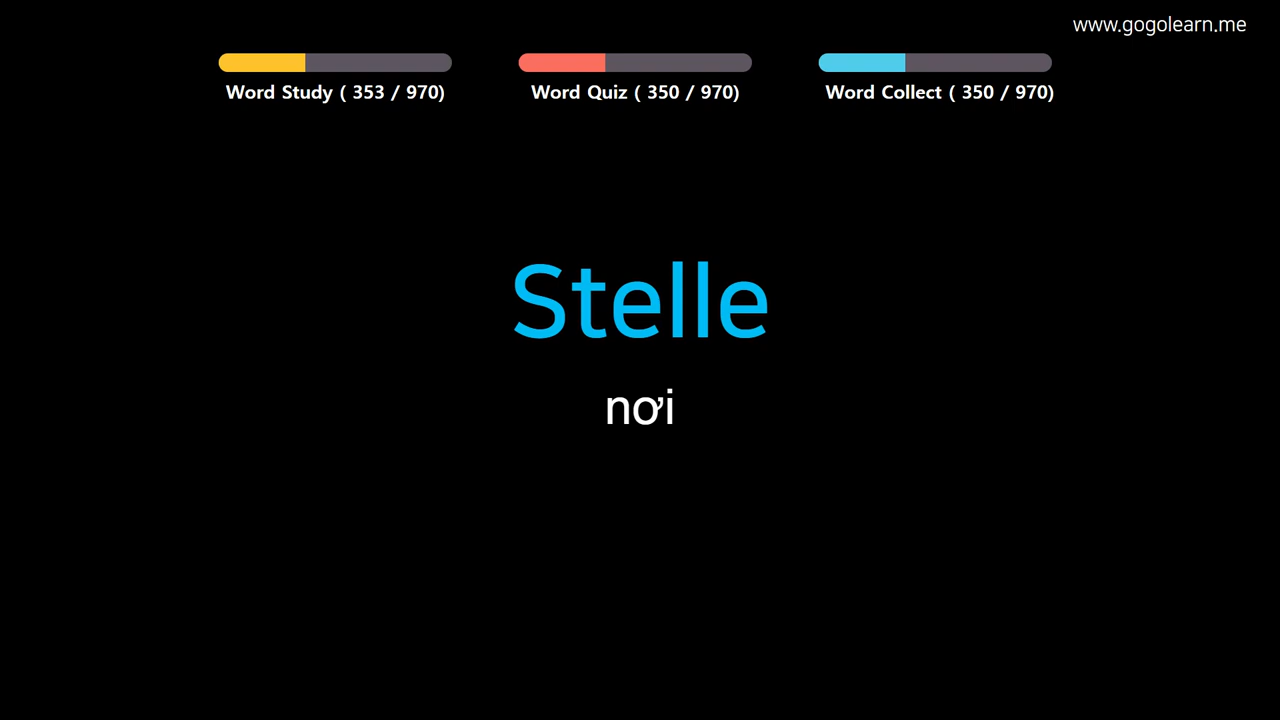 www.gogolearn.me
Word Study ( 353 / 970)
Word Quiz ( 350 / 970)
Word Collect ( 350 / 970)
Stelle
nơi